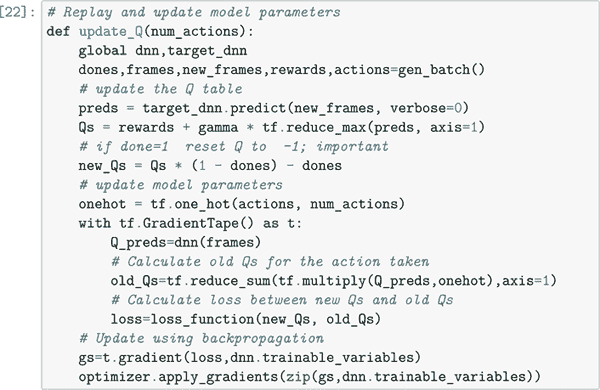 [22]: # Replay and update model parameters
def update_Q(num_actions):
    global dnn,target_dnn
    dones,frames,new_frames,rewards,actions=gen_batch()
    # update the Q table
    preds = target_dnn.predict(new_frames, verbose=0)
    Qs = rewards + gamma * tf.reduce_max(preds, axis=1)
    # if done=1  reset Q to  -1; important
    new_Qs = Qs * (1 - dones) - dones
    # update model parameters
    onehot = tf.one_hot(actions, num_actions)
    with tf.GradientTape() as t:
        Q_preds=dnn(frames)
        # Calculate old Qs for the action taken
        old_Qs=tf.reduce_sum(tf.multiply(Q_preds,onehot),axis=1)
        # Calculate loss between new Qs and old Qs
        loss=loss_function(new_Qs, old_Qs)
    # Update using backpropagation
    gs=t.gradient(loss,dnn.trainable_variables)
    optimizer.apply_gradients(zip(gs,dnn.trainable_variables))